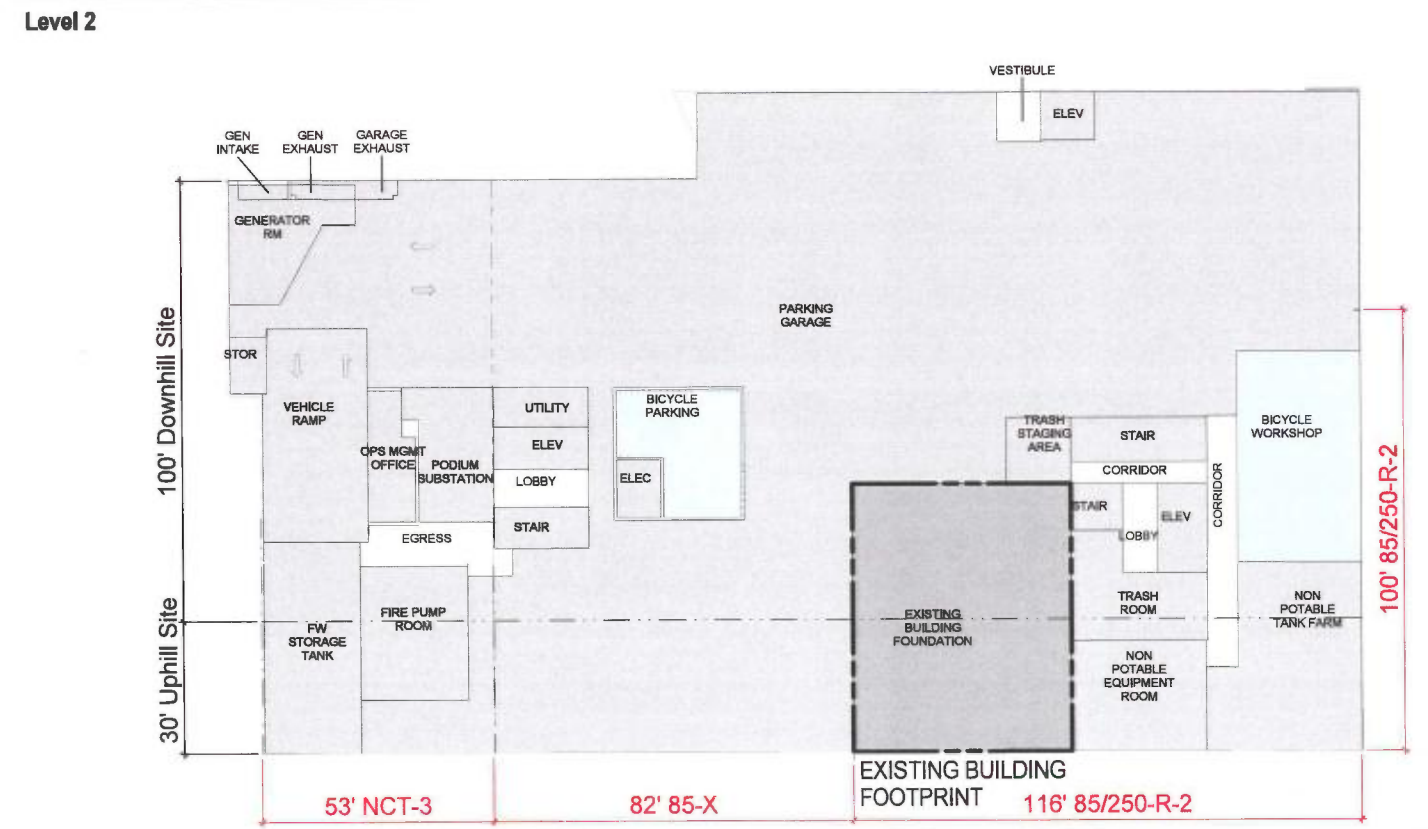 Level 2
VESTIBULE
ELEV
GEN
INTAKE
GEN
EXHAUST
GARAGE
EXHAUST
GENERATOR
RM
PARKING
GARAGE
100' Downhill Site
STOR
VEHICLE
RAMP
OPS MGMT
OFFICE
PODIUM
SUBSTATION
UTILITY
ELEV
LOBBY
STAIR
BICYCLE
PARKING
ELEC
TRASH
STAGING
AREA
STAIR
CORRIDOR
CORRIDOR
BICYCLE
WORKSHOP
STAIR
ELEV
LOBBY
EGRESS
100' 85/250-R-2
30' Uphill Site
FW
STORAGE
TANK
FIRE PUMP
ROOM
EXISTING
BUILDING
FOUNDATION
TRASH
ROOM
NON
POTABLE
TANK FARM
NON
POTABLE
EQUIPMENT
ROOM
EXISTING BUILDING
FOOTPRINT
53' NCT-3
82' 85-X
116' 85/250-R-2